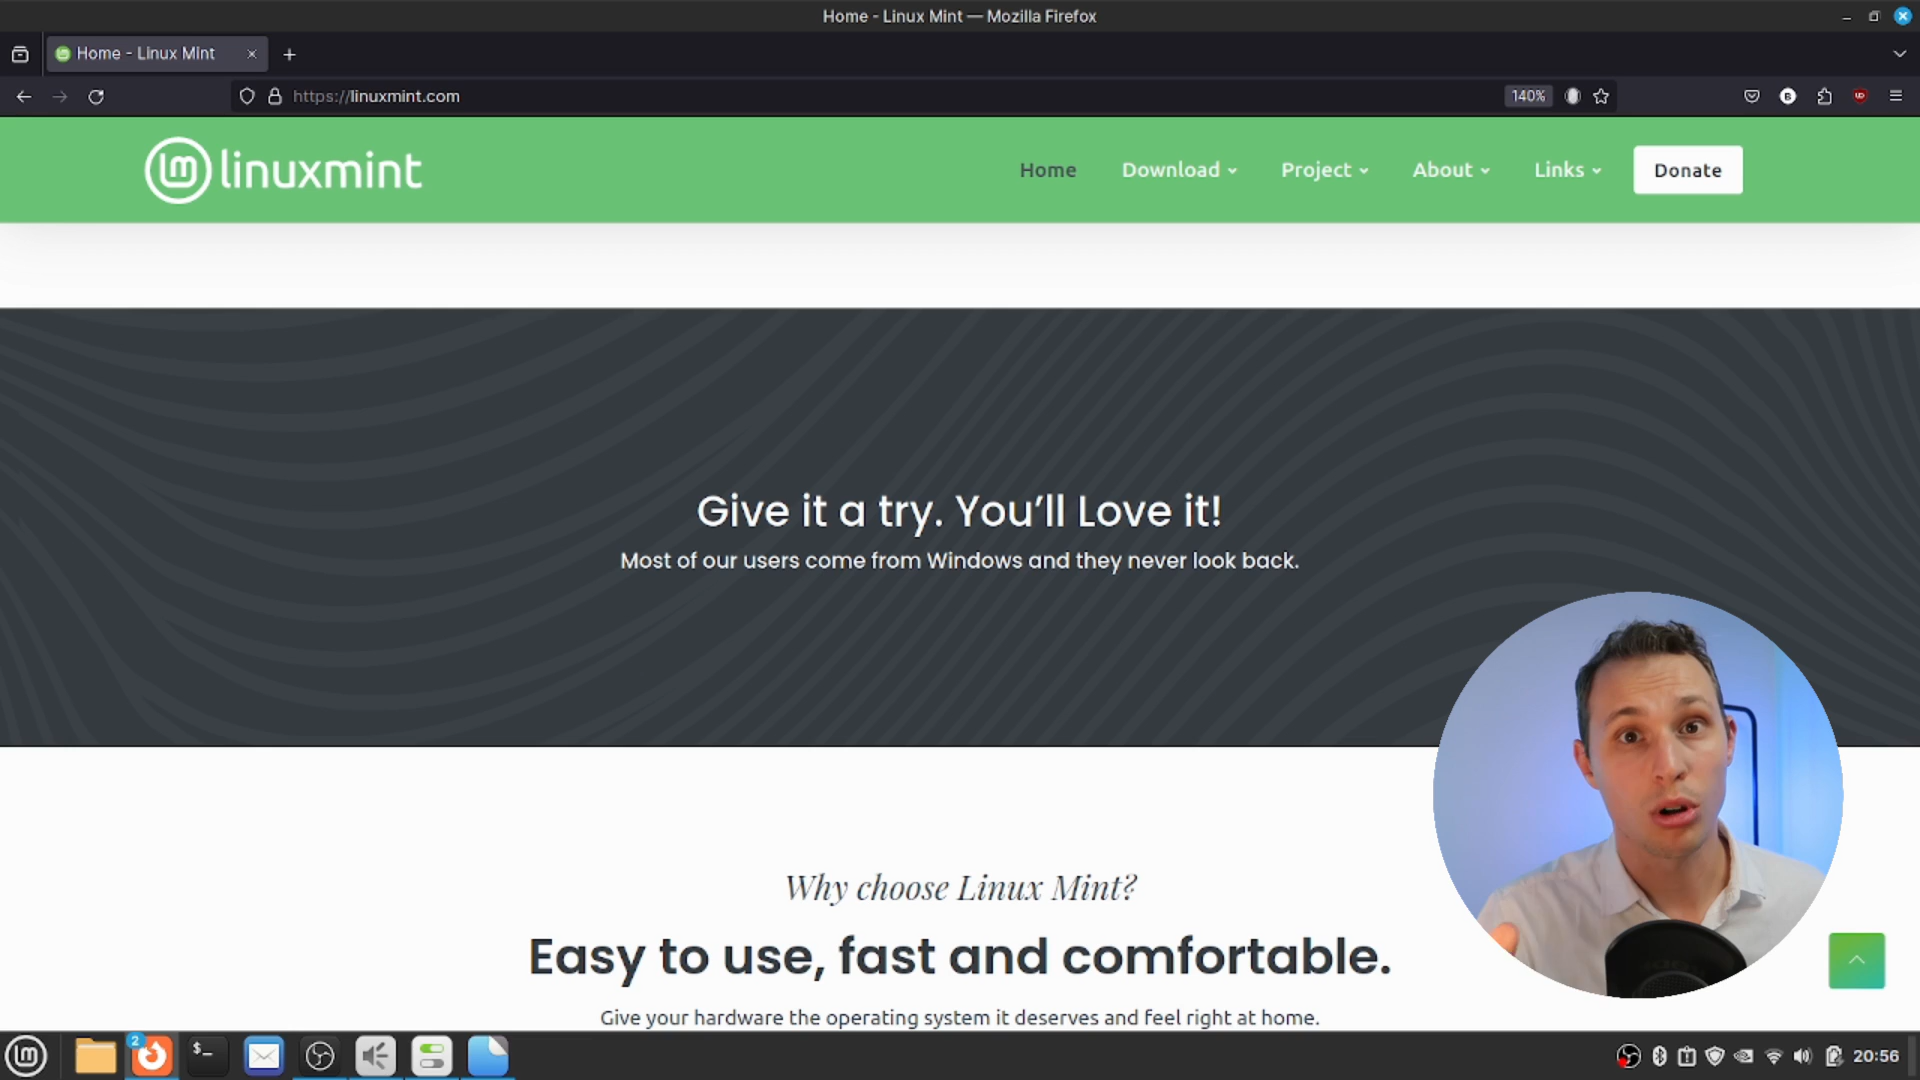 Home - Linux Mint — Mozilla Firefox
Home - Linux Mint
https://linuxmint.com
140%
linuxmint
Home
Download
Project
About
Links
Donate
Give it a try. You’ll Love it!
Most of our users come from Windows and they never look back.
Why choose Linux Mint?
Easy to use, fast and comfortable.
Give your hardware the operating system it deserves and feel right at home.
2
$_
20:56